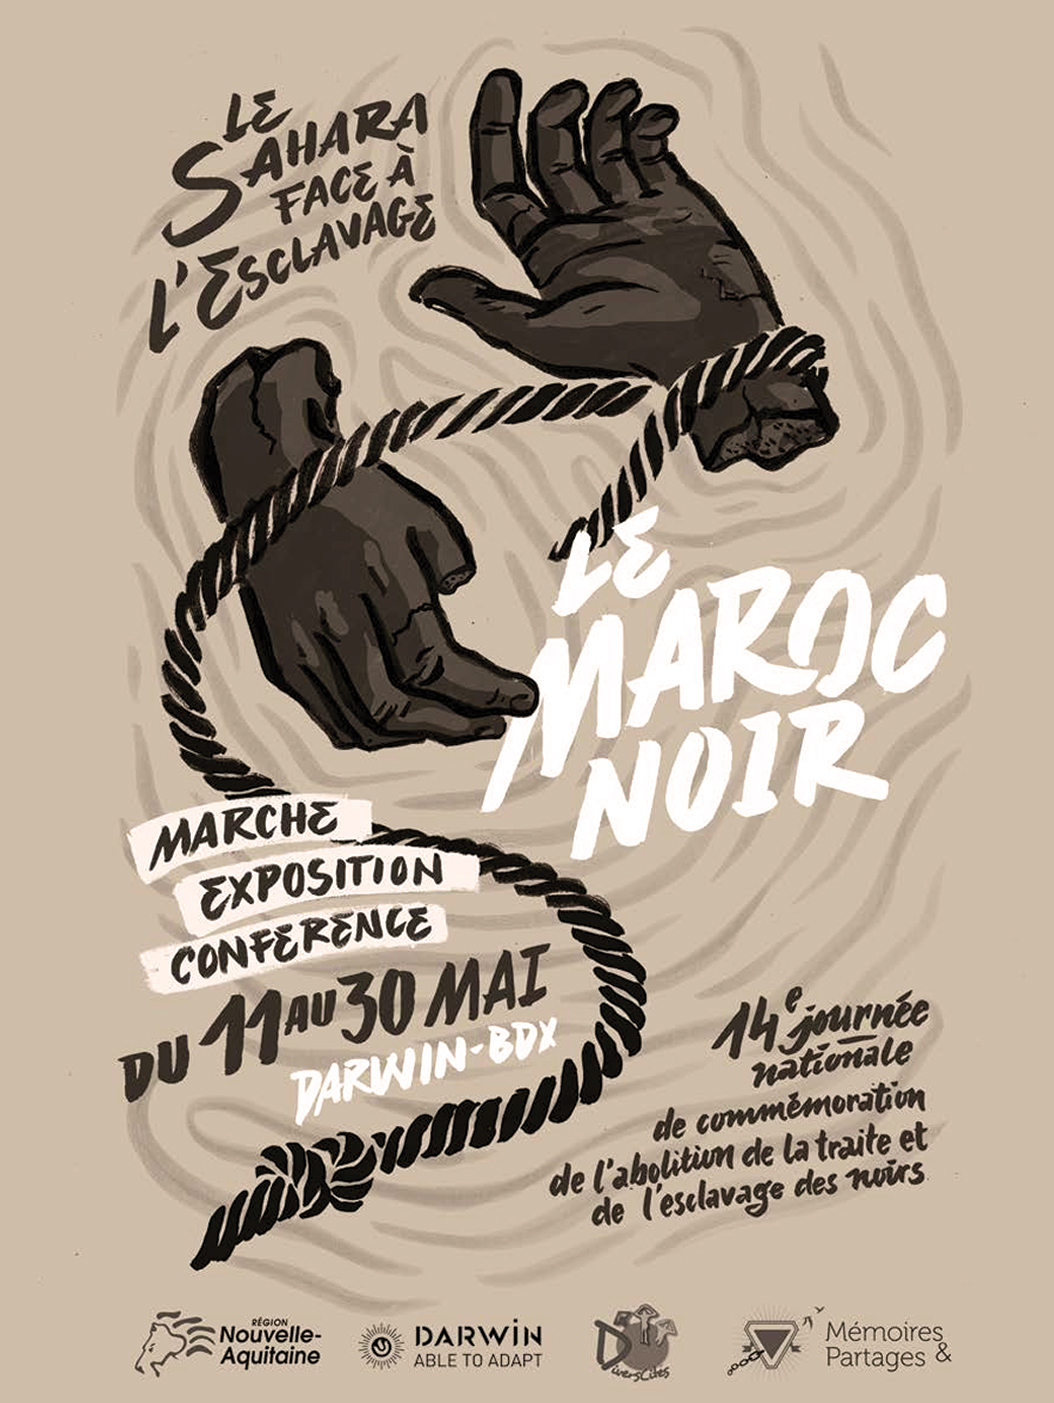 LE
SAHARA
FACE À
L'ESCLAVAGE
LE
MAROC
NOIR
MARCHE
EXPOSITION
CONFERENCE
DU 11 AU 30 MAI
DARWIN-BDX
14e journée
nationale
de commémoration
de l'abolition de la traite et
de l'esclavage des noirs
RÉGION
Nouvelle-
Aquitaine
DARWIN
ABLE TO ADAPT
DiversCités
Mémoires
Partages &